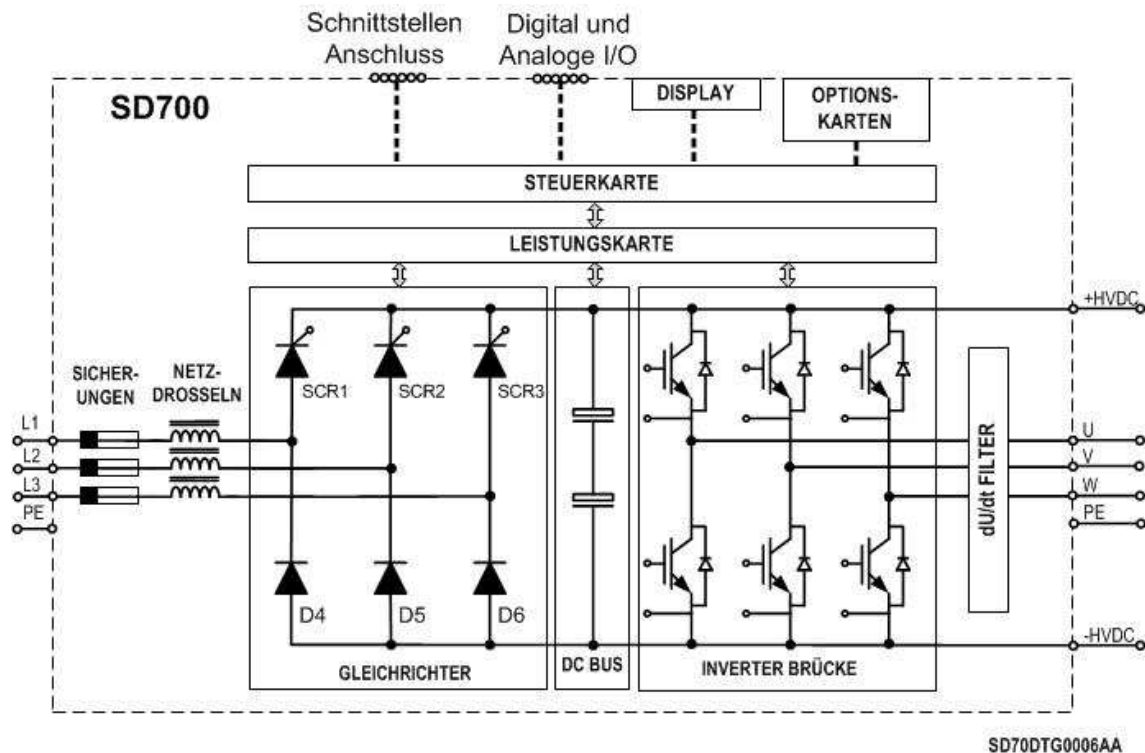 Schnittstellen
Anschluss
Digital und
Analoge I/O
SD700
DISPLAY
OPTIONS-
KARTEN
STEUERKARTE
LEISTUNGSKARTE
+HVDC
SICHER-
UNGEN
NETZ-
DROSSELN
SCR1
SCR2
SCR3
L1
L2
L3
PE
U
V
W
PE
dU/dt FILTER
D4
D5
D6
-HVDC
GLEICHRICHTER
DC BUS
INVERTER BRÜCKE
SD70DTG0006AA